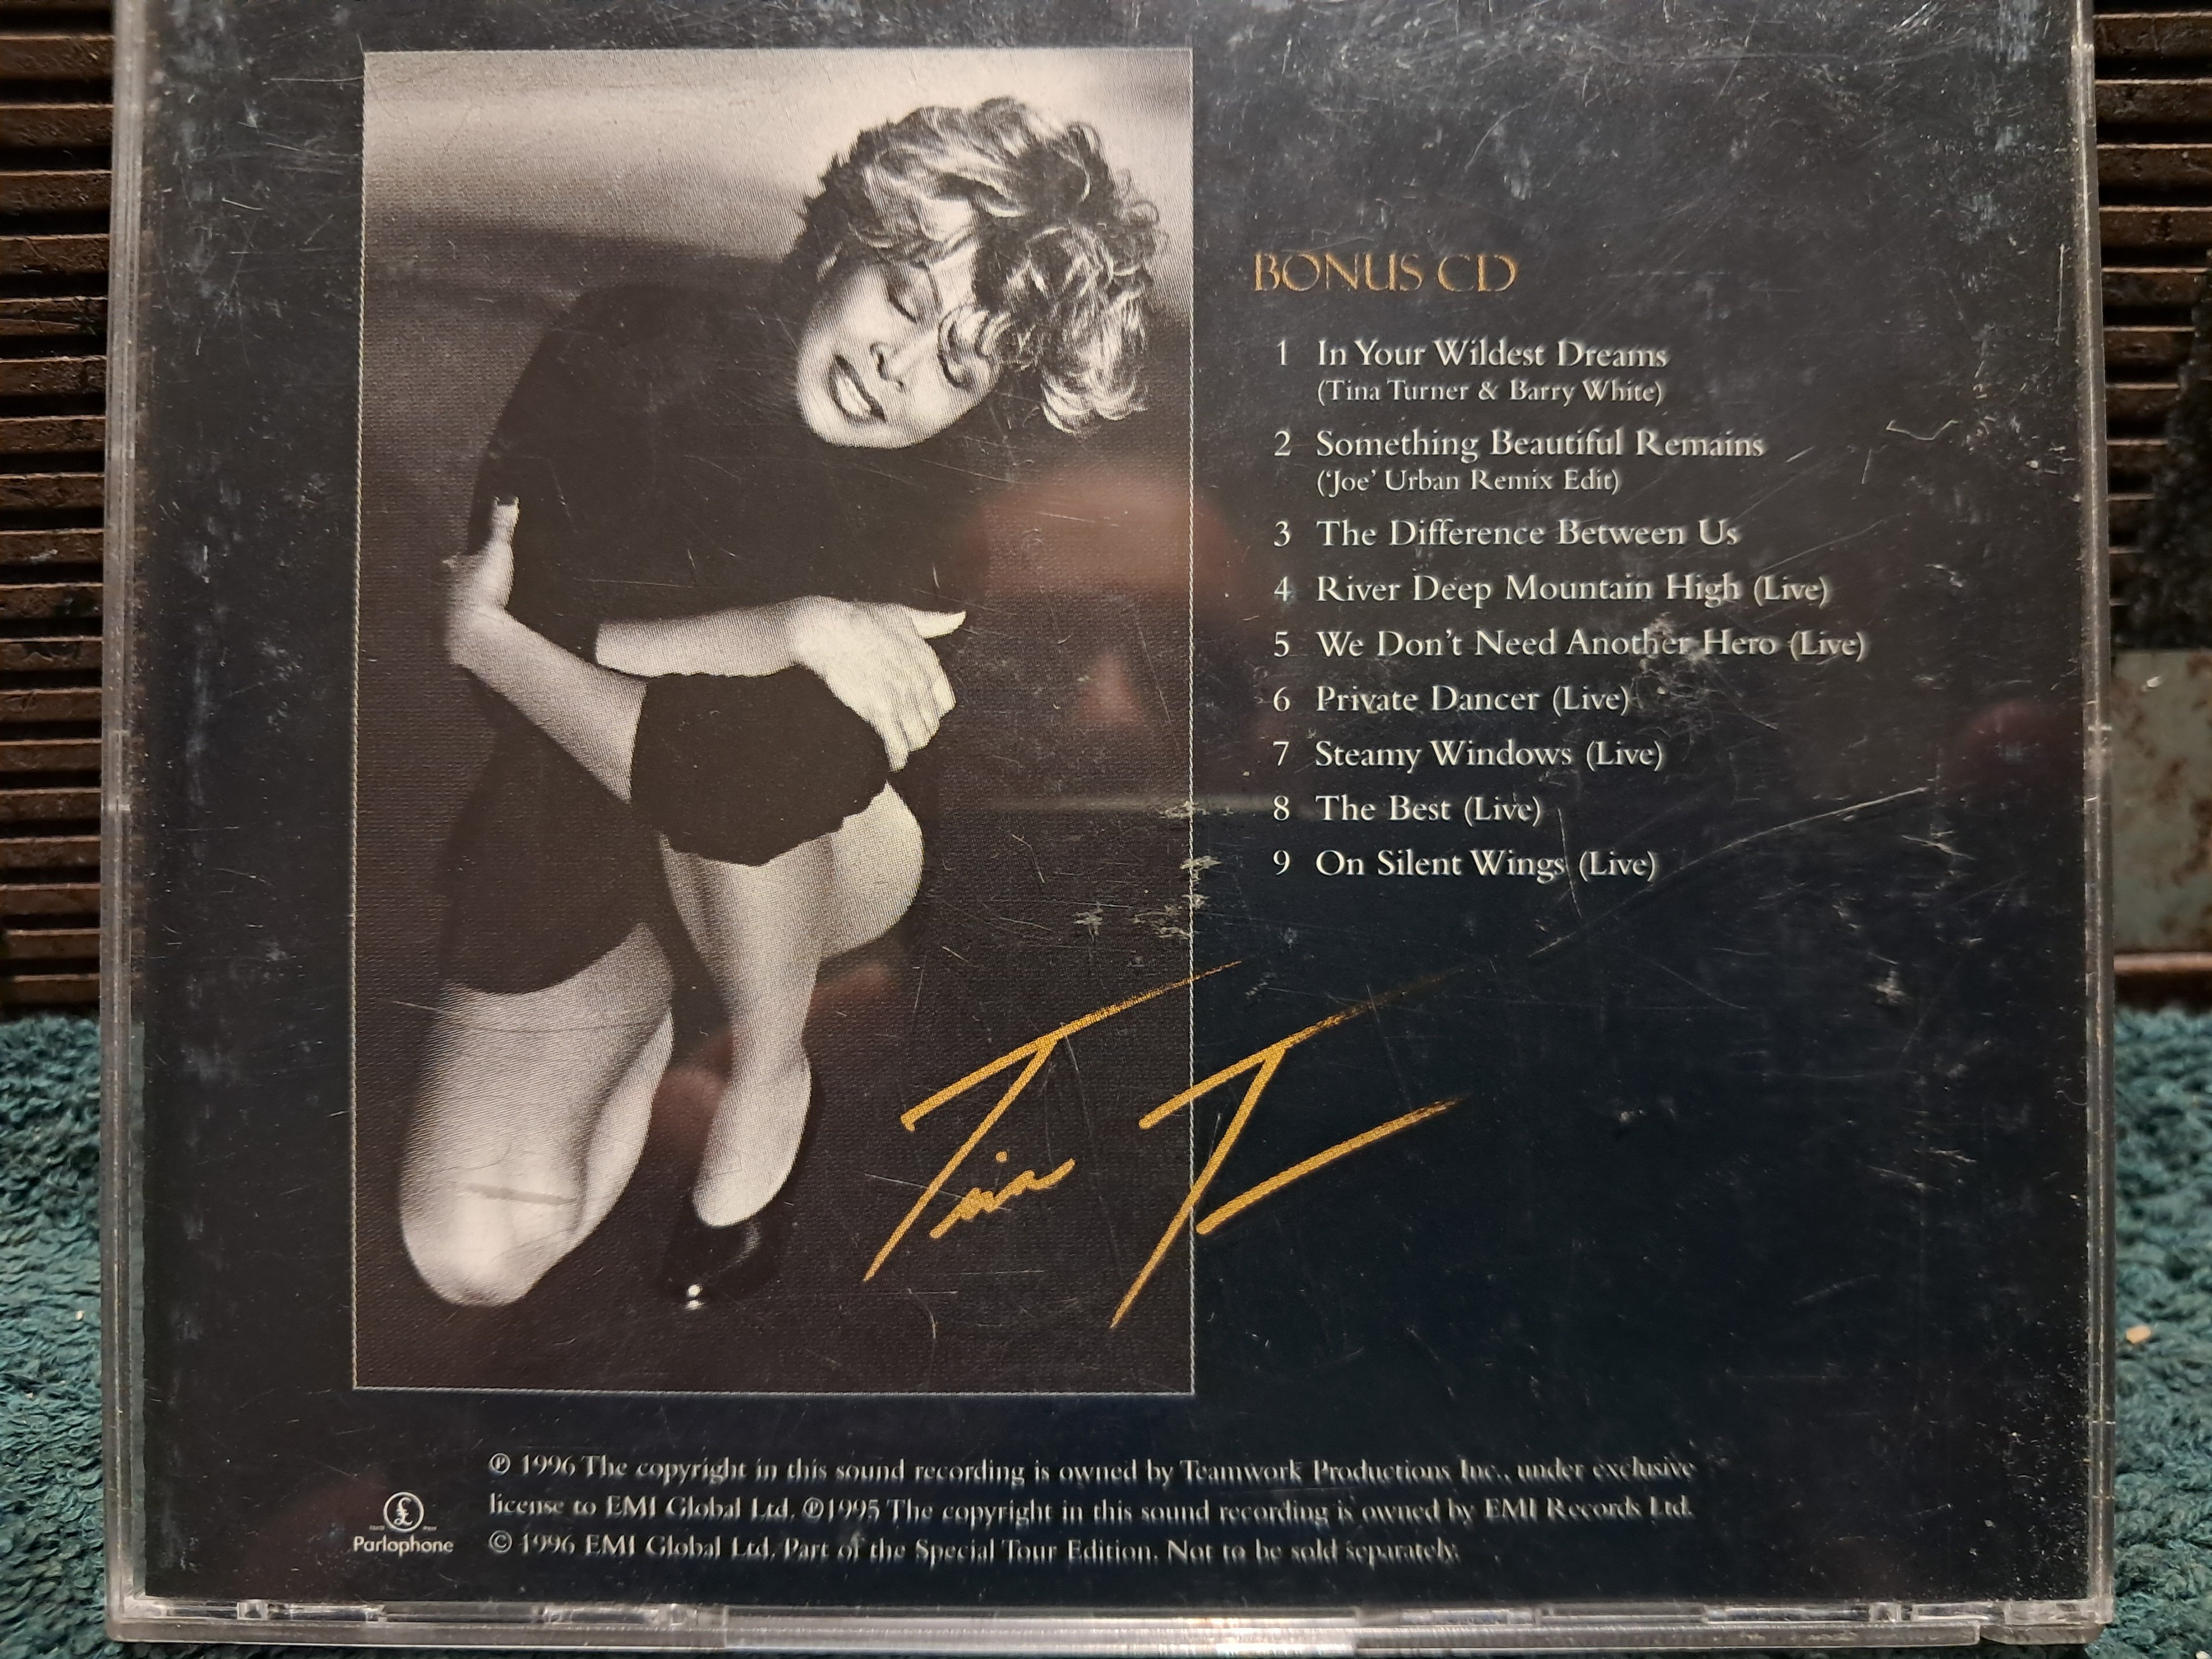 BONUS CD
1 In Your Wildest Dreams
(Tina Turner & Barry White)
2 Something Beautiful Remains
('Joe' Urban Remix Edit)
3 The Difference Between Us
4 River Deep Mountain High (Live)
5 We Don't Need Another Hero (Live)
6 Private Dancer (Live)
7 Steamy Windows (Live)
8 The Best (Live)
9 On Silent Wings (Live)
Tina T
℗ 1996 The copyright in this sound recording is owned by Teamwork Productions Inc., under exclusive
license to EMI Global Ltd. ℗1995 The copyright in this sound recording is owned by EMI Records Ltd.
© 1996 EMI Global Ltd. Part of the Special Tour Edition. Not to be sold separately.
£
Parlophone